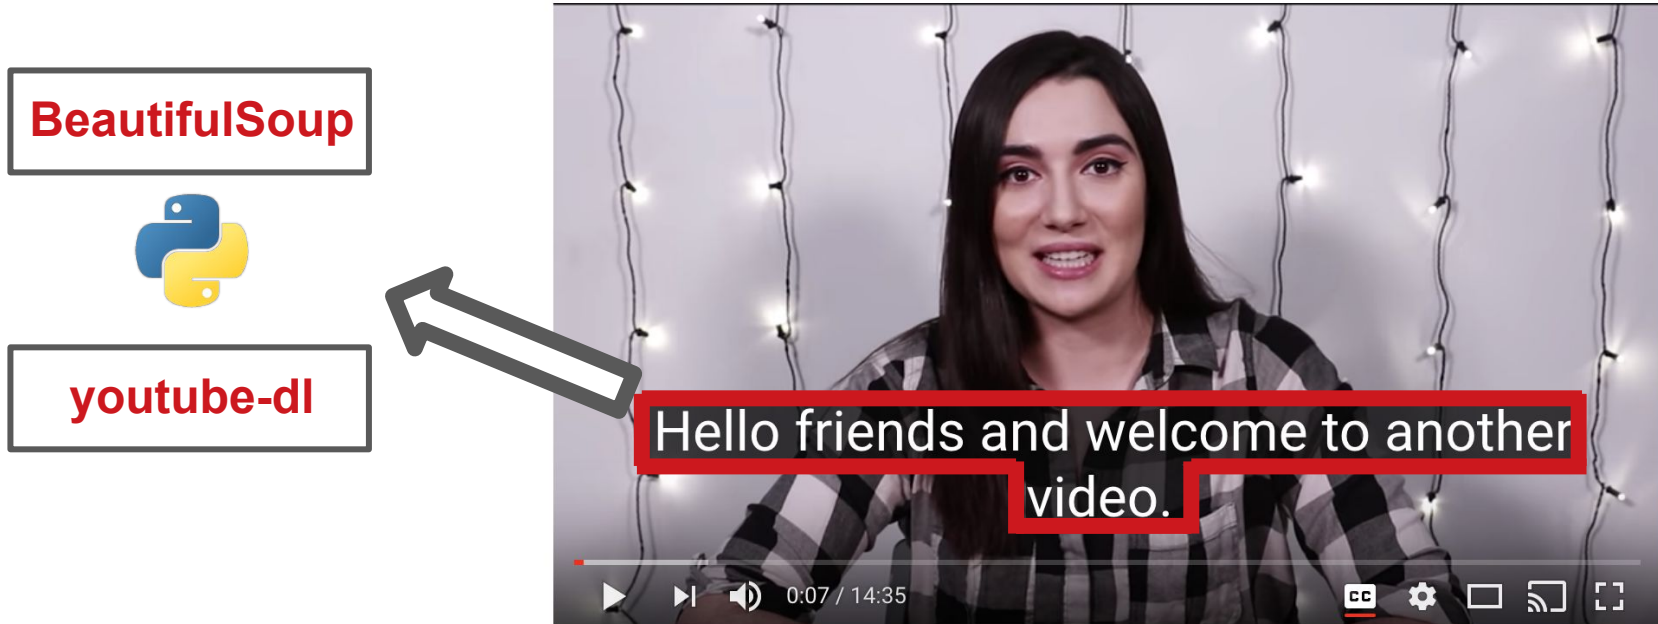 BeautifulSoup
youtube-dl
Hello friends and welcome to another
video.
0:07 / 14:35
CC